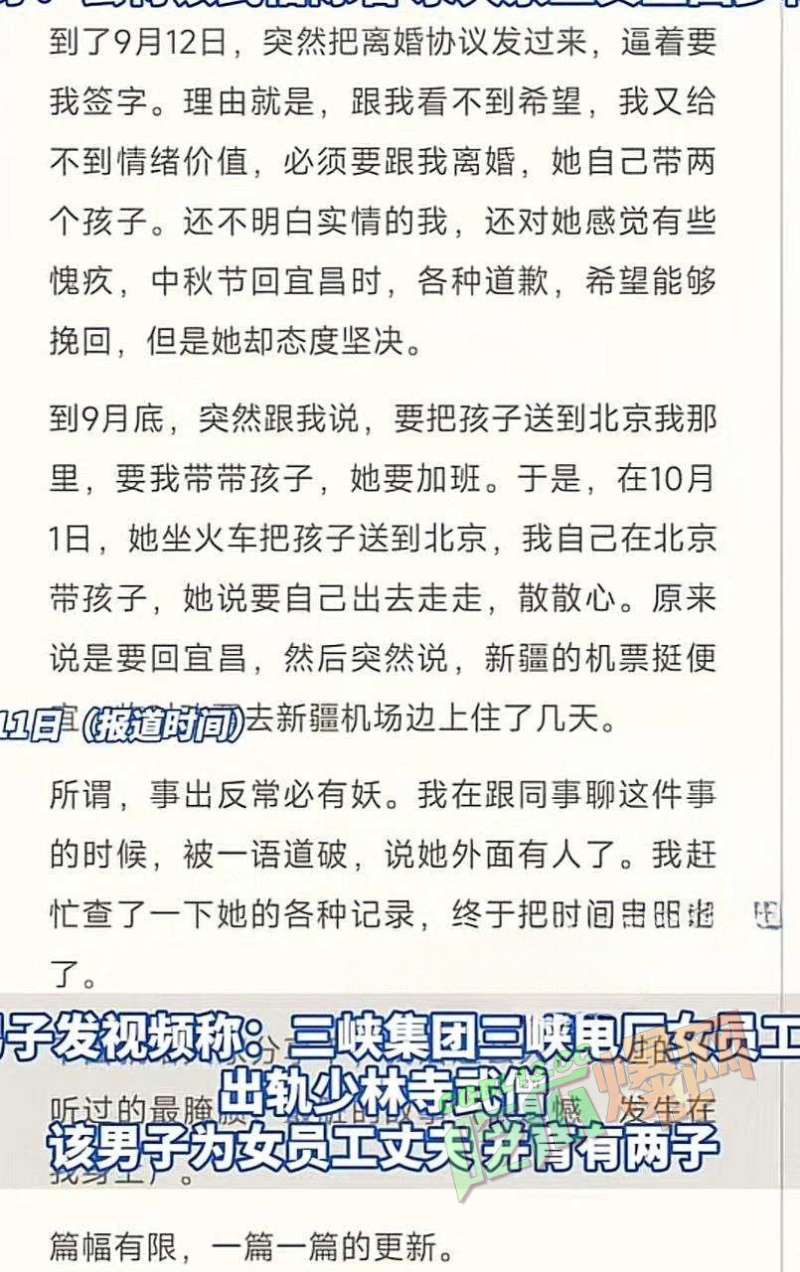 到了9月12日，突然把离婚协议发过来，逼着要
我签字。理由就是，跟我看不到希望，我又给
不到情绪价值，必须要跟我离婚，她自己带两
个孩子。还不明白实情的我，还对她感觉有些
愧疚，中秋节回宜昌时，各种道歉，希望能够
挽回，但是她却态度坚决。
到9月底，突然跟我说，要把孩子送到北京我那
里，要我带带孩子，她要加班。于是，在10月
1日，她坐火车把孩子送到北京，我自己在北京
带孩子，她说要自己出去走走，散散心。原来
说是要回宜昌，然后突然说，新疆的机票挺便
宜
11日（报道时间）
去新疆机场边上住了几天。
所谓，事出反常必有妖。我在跟同事聊这件事
的时候，被一语道破，说她外面有人了。我赶
忙查了一下她的各种记录，终于把时间串明
了。
男子发视频称：三峡集团三峡电厂女员工
出轨少林寺武僧
听过的最 憾 发生在
该男子为女员工丈夫 并育有两子
篇幅有限，一篇一篇的更新。